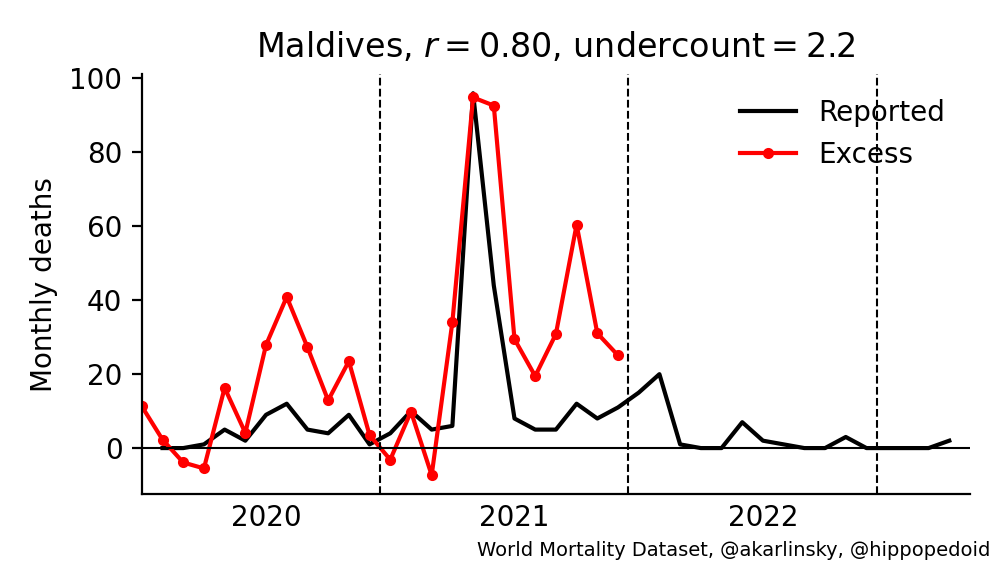 Maldives, r = 0.80, undercount = 2.2
Monthly deaths
100
80
60
40
20
0
Reported
Excess
2020
2021
2022
World Mortality Dataset, @akarlinsky, @hippopedoid